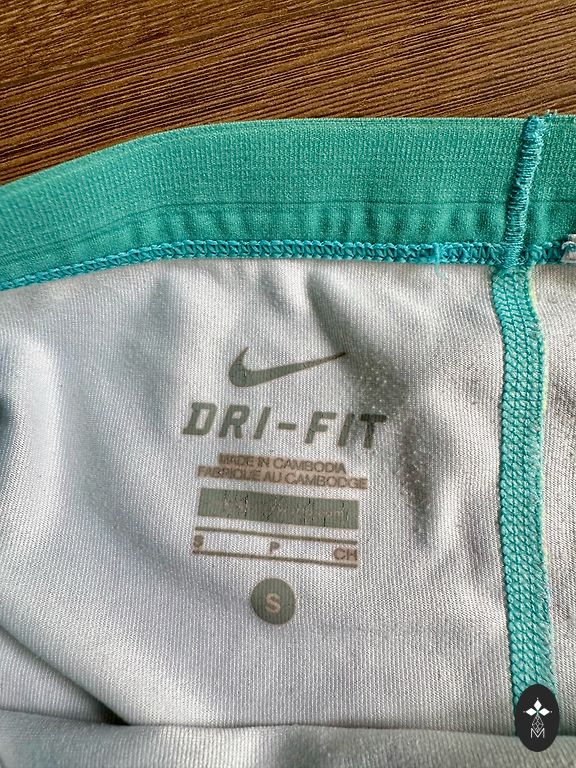 DRI-FIT
MADE IN CAMBODIA
FABRIQUE AU CAMBODGE
S P CH
S
M